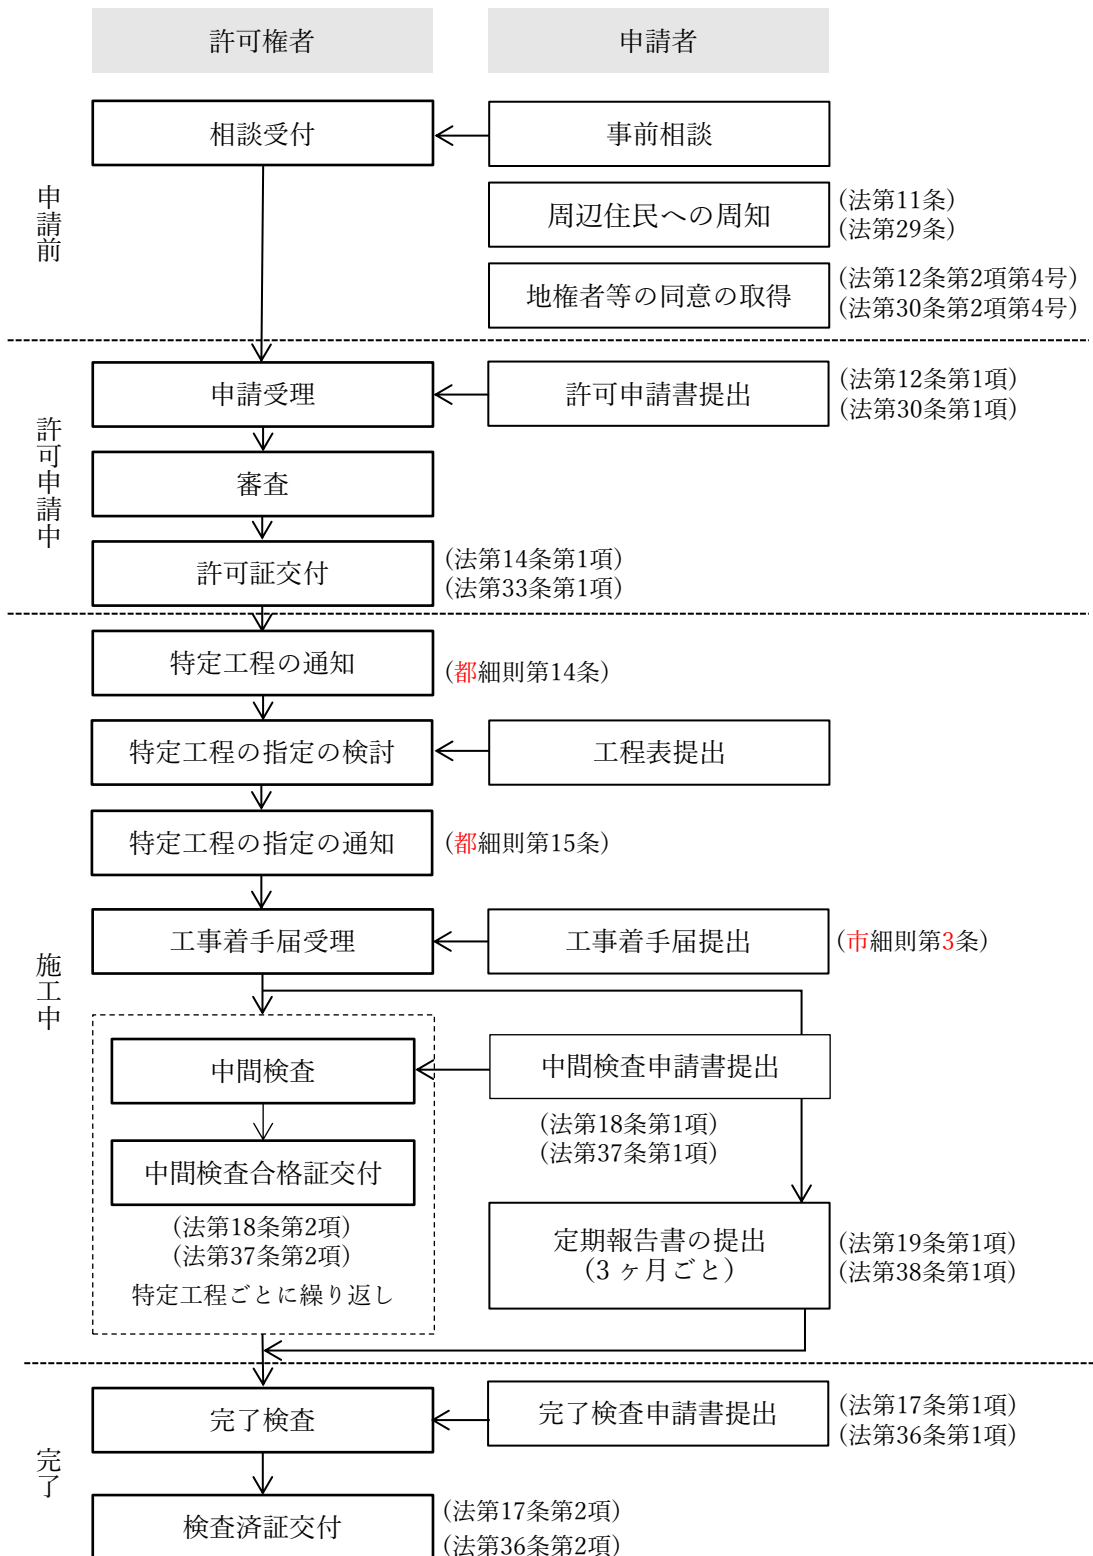 許可権者
申請者
申請前
相談受付
事前相談
周辺住民への周知
(法第11条)
(法第29条)
地権者等の同意の取得
(法第12条第2項第4号)
(法第30条第2項第4号)
許可申請中
申請受理
許可申請書提出
(法第12条第1項)
(法第30条第1項)
審査
許可証交付
(法第14条第1項)
(法第33条第1項)
施工中
特定工程の通知
(都細則第14条)
特定工程の指定の検討
工程表提出
特定工程の指定の通知
(都細則第15条)
工事着手届受理
工事着手届提出
(市細則第3条)
中間検査
中間検査申請書提出
(法第18条第1項)
(法第37条第1項)
中間検査合格証交付
(法第18条第2項)
(法第37条第2項)
特定工程ごとに繰り返し
定期報告書の提出
(3ヶ月ごと)
(法第19条第1項)
(法第38条第1項)
完了
完了検査
完了検査申請書提出
(法第17条第1項)
(法第36条第1項)
検査済証交付
(法第17条第2項)
(法第36条第2項)